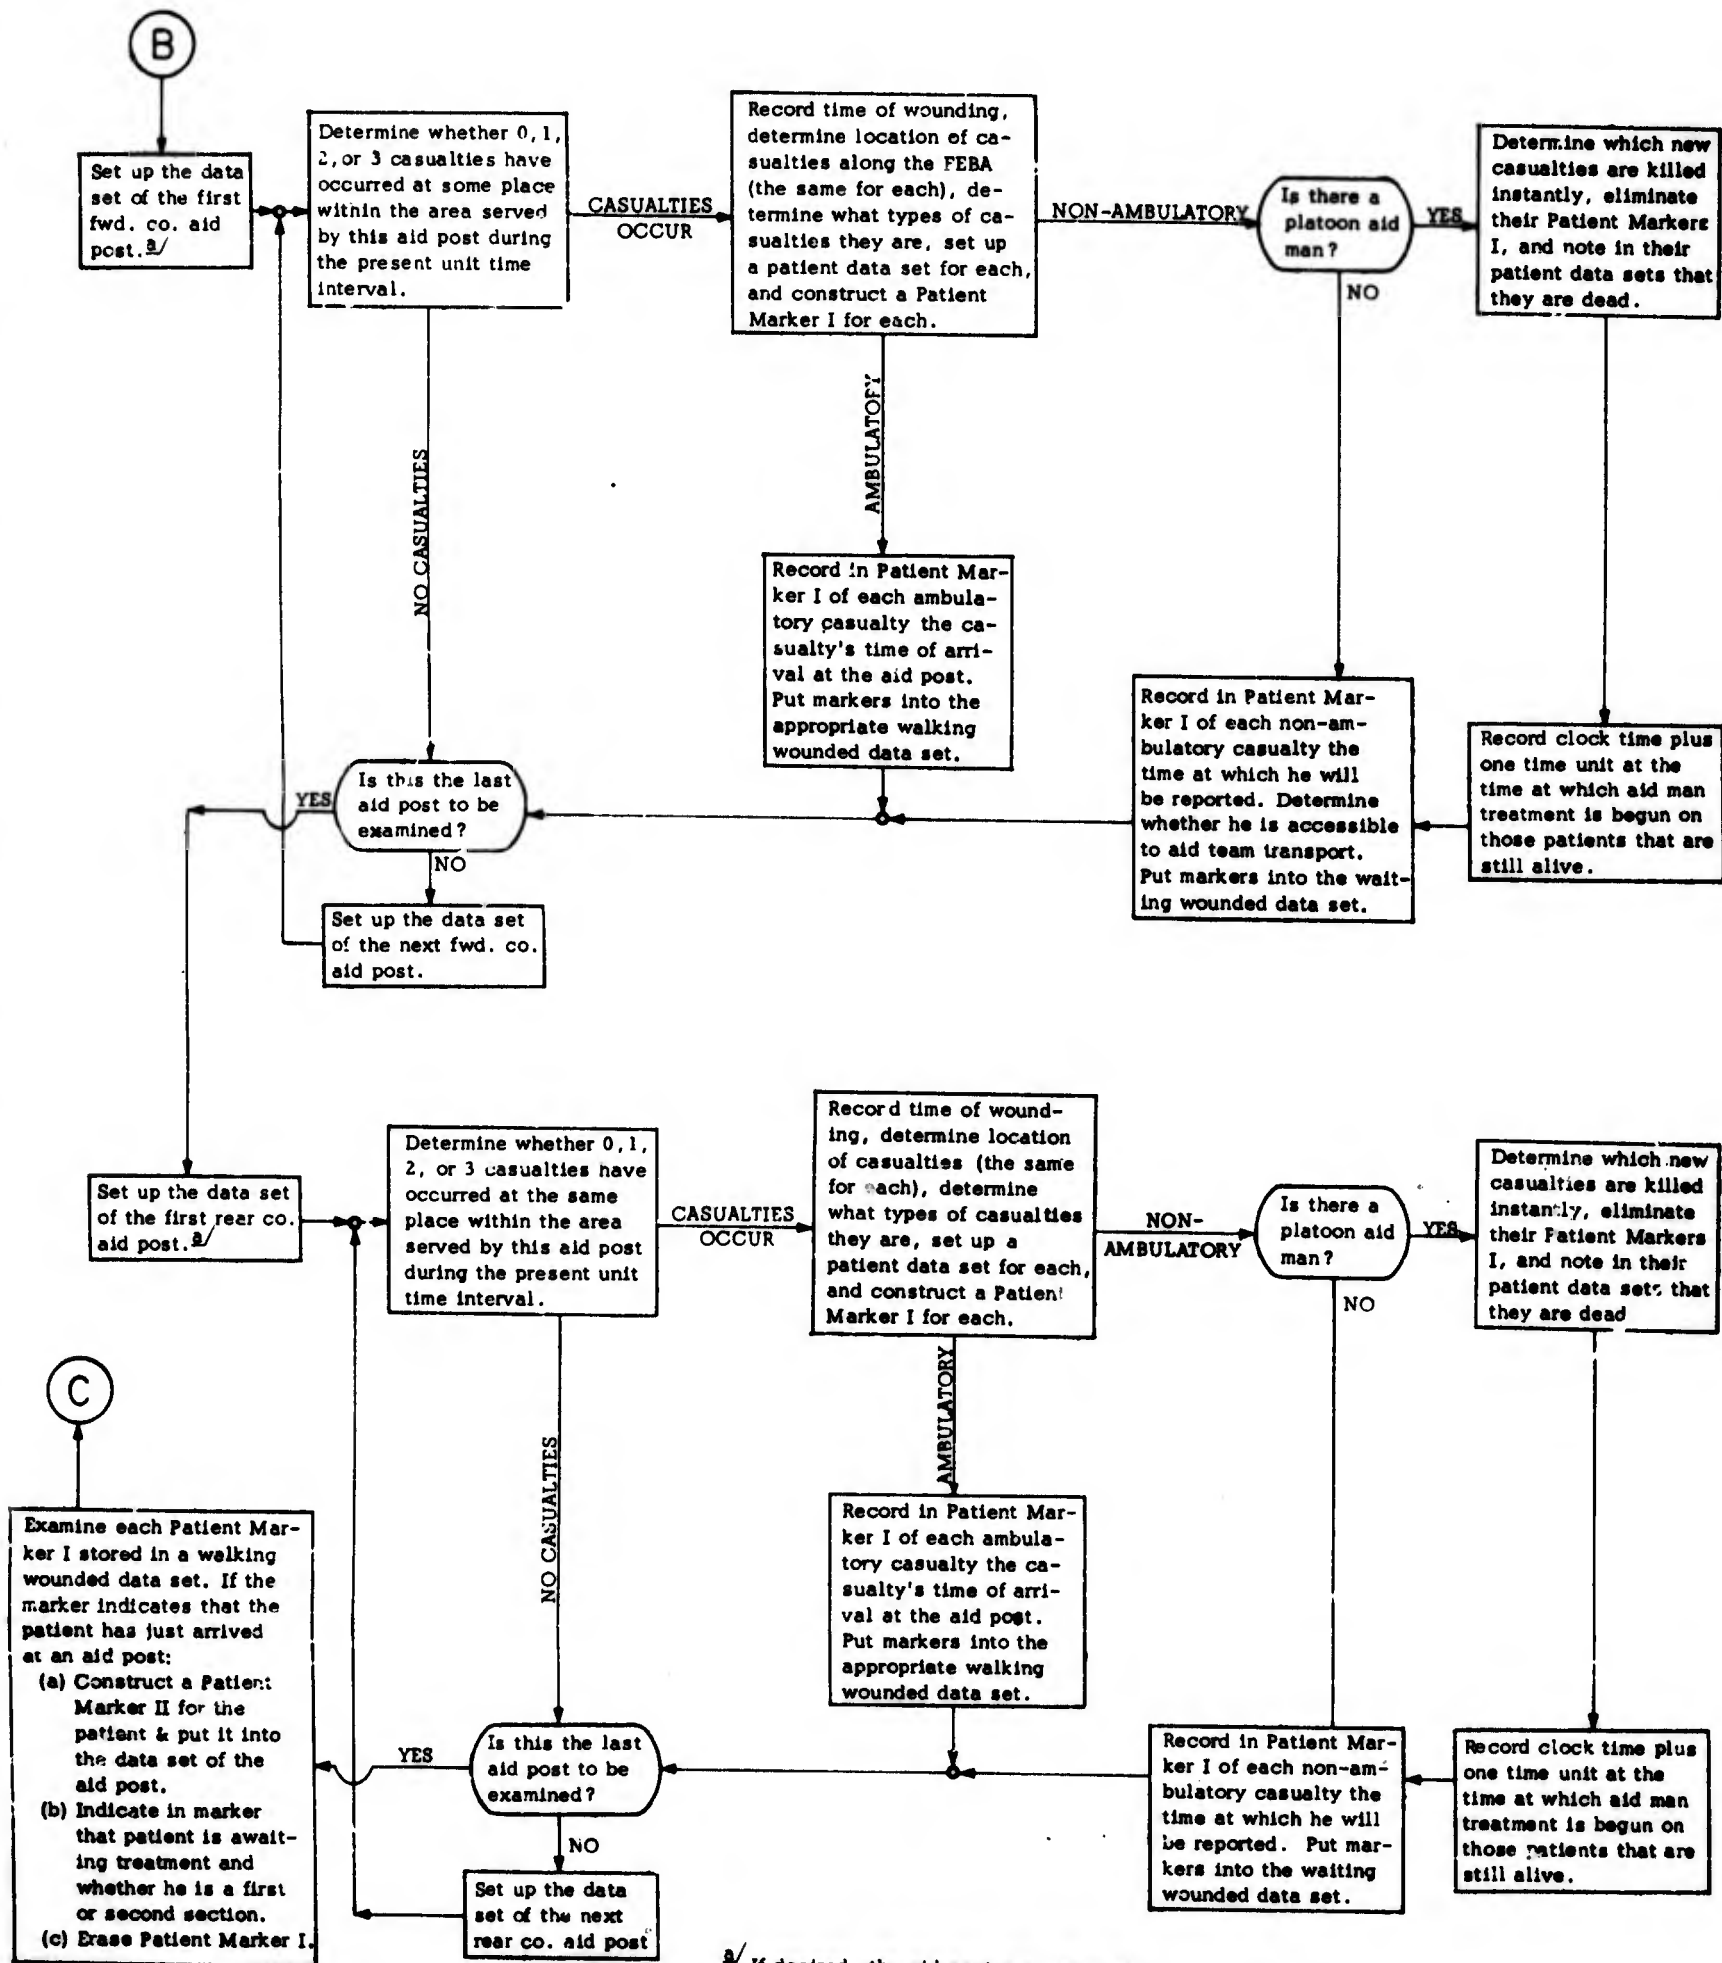 B
Set up the data
set of the first
fwd. co. aid
post. a/
Determine whether 0, 1,
2, or 3 casualties have
occurred at some place
within the area served
by this aid post during
the present unit time
interval.
CASUALTIES
OCCUR
Record time of wounding,
determine location of ca-
sualties along the FEBA
(the same for each), de-
termine what types of ca-
sualties they are, set up
a patient data set for each,
and construct a Patient
Marker I for each.
NON-AMBULATORY
Is there a
platoon aid
man?
YES
NO
Determine which new
casualties are killed
instantly, eliminate
their Patient Markers
I, and note in their
patient data sets that
they are dead.
NO CASUALTIES
AMBULATORY
Record in Patient Mar-
ker I of each ambula-
tory casualty the ca-
sualty's time of arri-
val at the aid post.
Put markers into the
appropriate walking
wounded data set.
Record in Patient Mar-
ker I of each non-am-
bulatory casualty the
time at which he will
be reported. Determine
whether he is accessible
to aid team transport.
Put markers into the wait-
ing wounded data set.
Record clock time plus
one time unit at the
time at which aid man
treatment is begun on
those patients that are
still alive.
YES
Is this the last
aid post to be
examined?
NO
Set up the data set
of the next fwd. co.
aid post.
Set up the data set
of the first rear co.
aid post. a/
Determine whether 0, 1,
2, or 3 casualties have
occurred at the same
place within the area
served by this aid post
during the present unit
time interval.
CASUALTIES
OCCUR
Record time of wound-
ing, determine location
of casualties (the same
for each), determine
what types of casualties
they are, set up a
patient data set for each,
and construct a Patient
Marker I for each.
NON-
AMBULATORY
Is there a
platoon aid
man?
YES
NO
Determine which new
casualties are killed
instantly, eliminate
their Patient Markers
I, and note in their
patient data sets that
they are dead
NO CASUALTIES
AMBULATORY
Record in Patient Mar-
ker I of each ambula-
tory casualty the ca-
sualty's time of arri-
val at the aid post.
Put markers into the
appropriate walking
wounded data set.
Record in Patient Mar-
ker I of each non-am-
bulatory casualty the
time at which he will
be reported. Put mar-
kers into the waiting
wounded data set.
Record clock time plus
one time unit at the
time at which aid man
treatment is begun on
those patients that are
still alive.
YES
Is this the last
aid post to be
examined?
NO
Set up the data
set of the next
rear co. aid post
C
Examine each Patient Mar-
ker I stored in a walking
wounded data set. If the
marker indicates that the
patient has just arrived
at an aid post:
(a) Construct a Patient
Marker II for the
patient & put it into
the data set of the
aid post.
(b) Indicate in marker
that patient is await-
ing treatment and
whether he is a first
or second section.
(c) Erase Patient Marker I.
a/ If desired, the aid